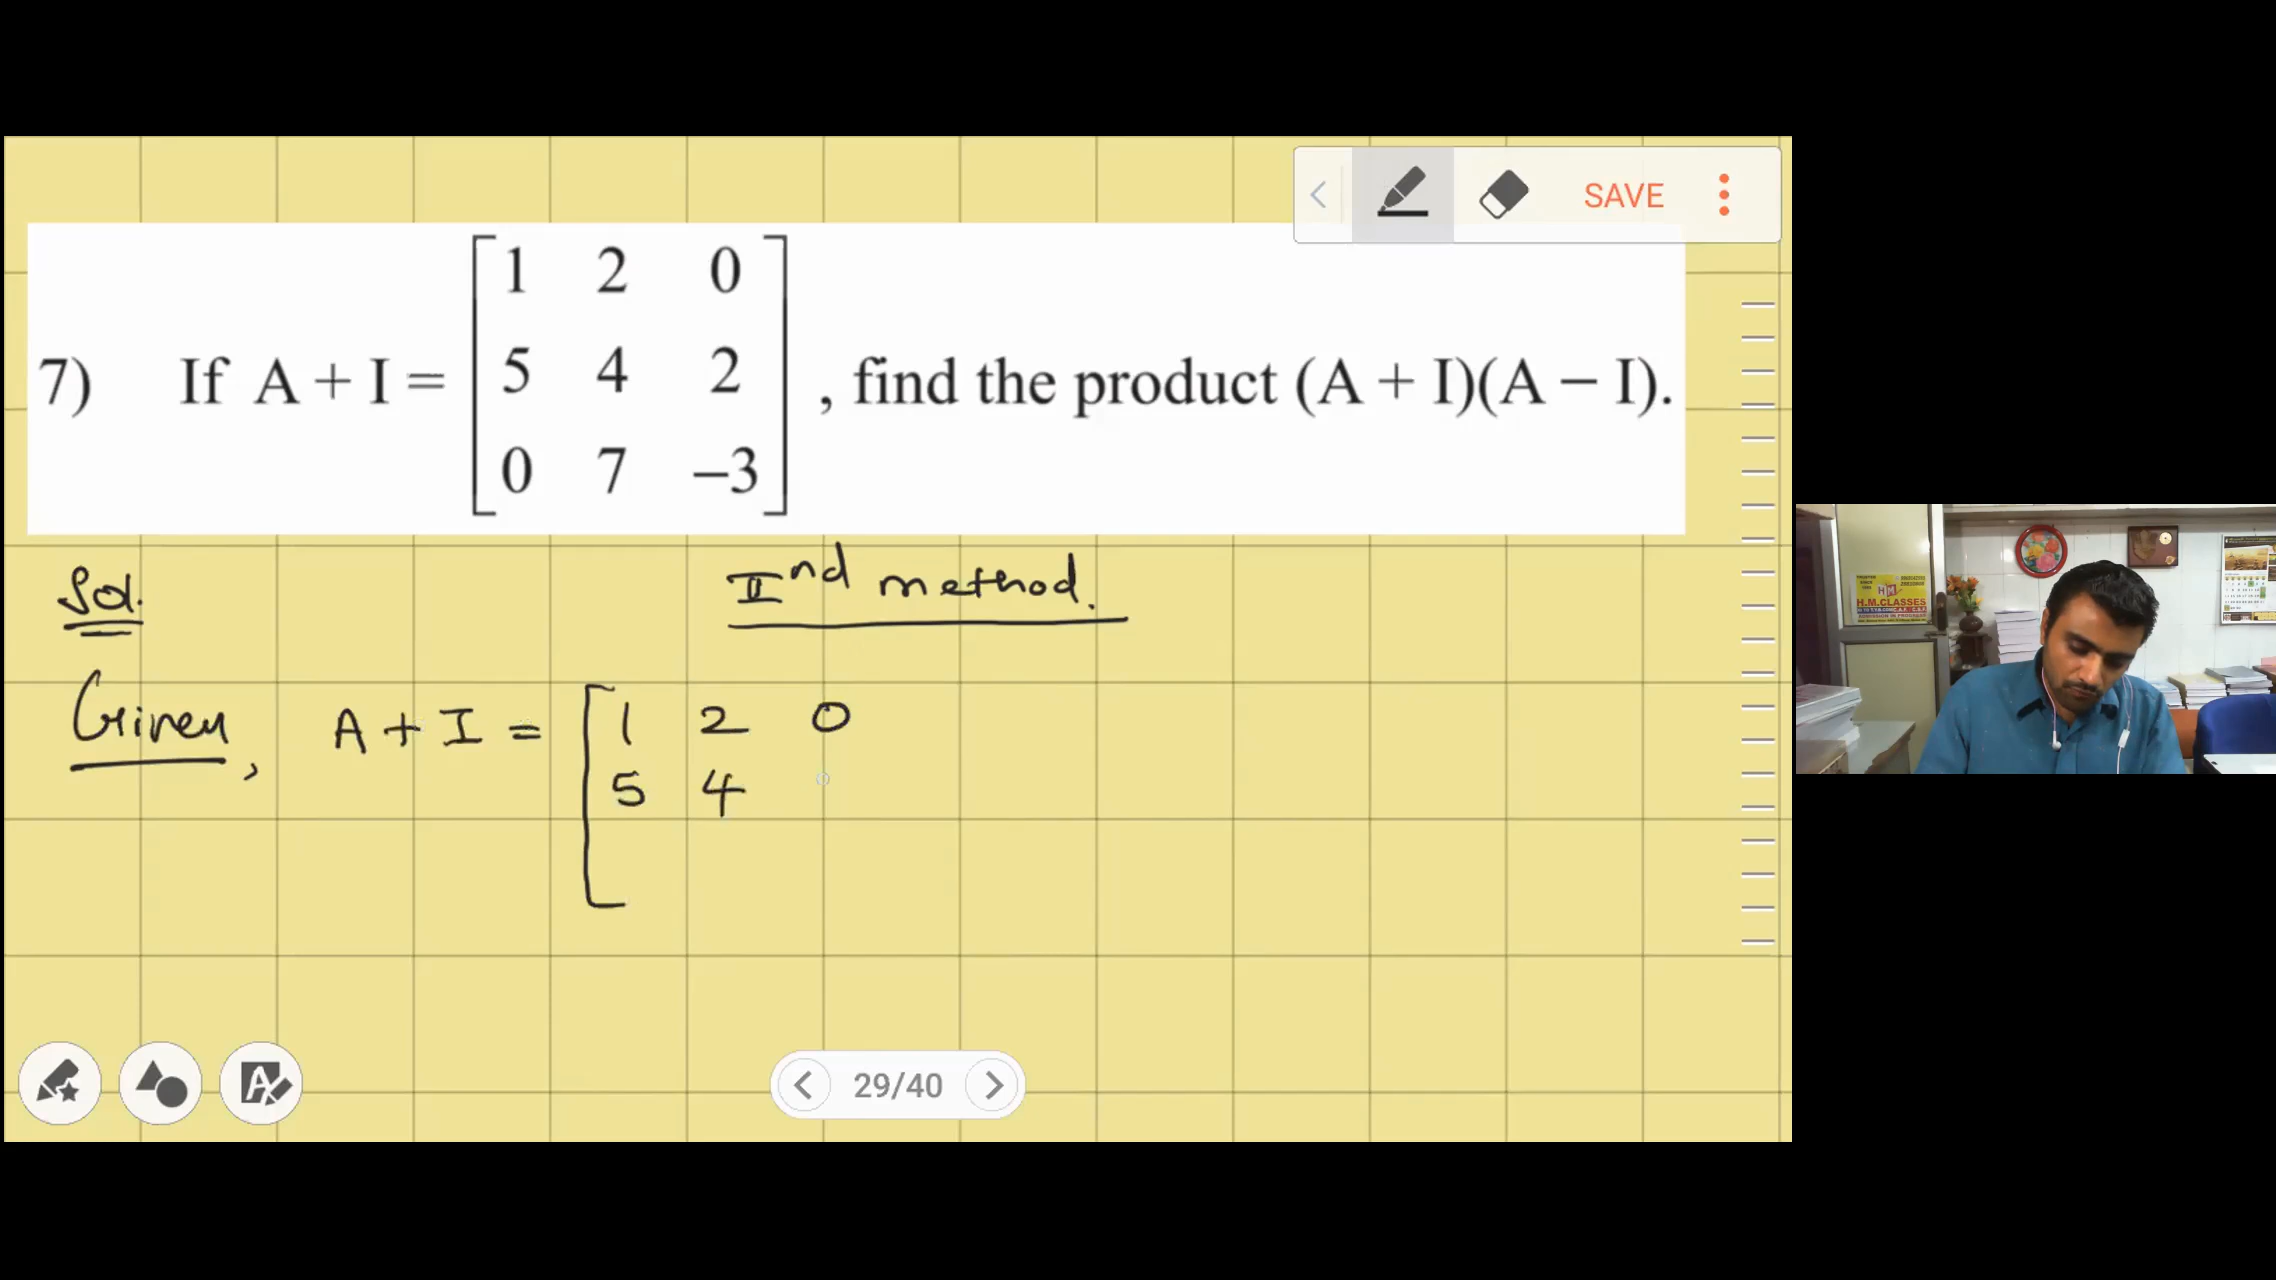 SAVE
1 2 0
7) If A + I = 5 4 2 , find the product (A + I)(A − I).
0 7 −3
Sol. IInd method.
Given, A + I = [ 1 2 0
5 4
H.M.CLASSES
29/40